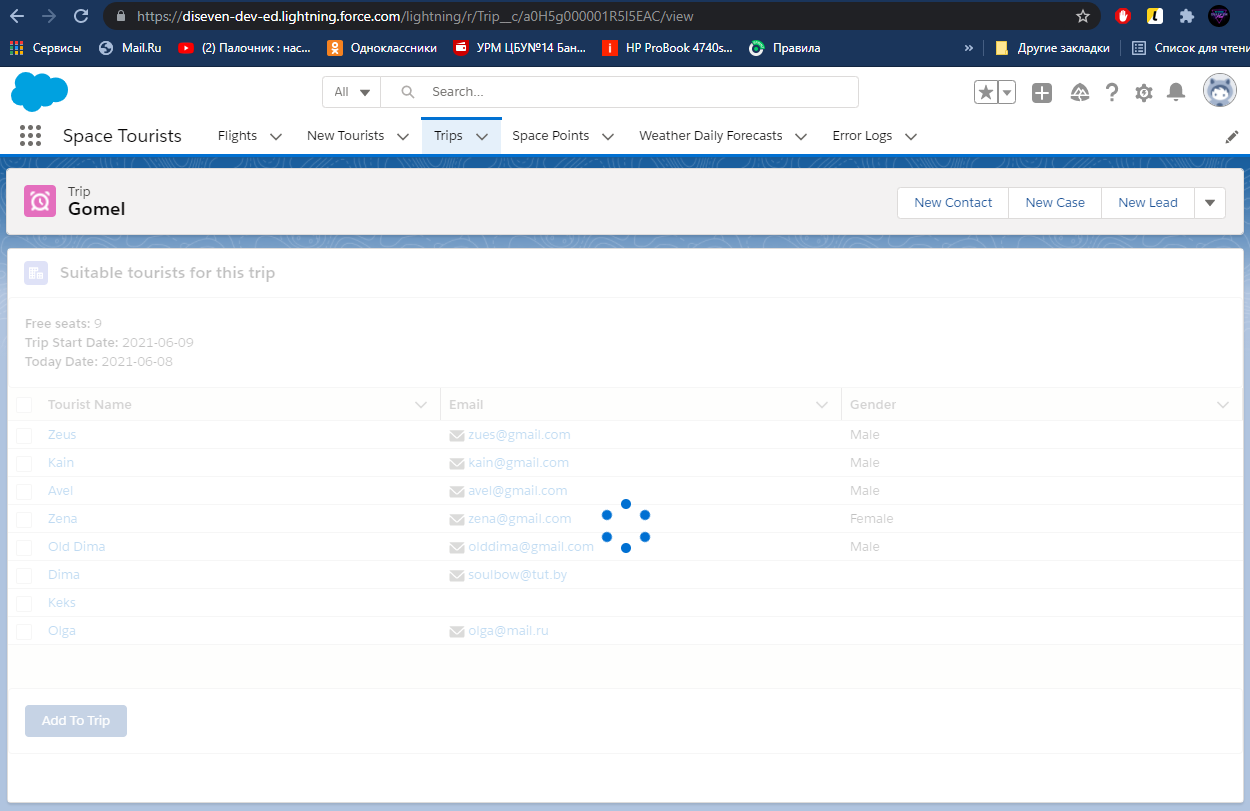 https://diseven-dev-ed.lightning.force.com/lightning/r/Trip__c/a0H5g000001R5I5EAC/view
Сервисы Mail.Ru (2) Палочник : нас... Одноклассники УРМ ЦБУ№14 Бан... HP ProBook 4740s... Правила » Другие закладки Список для чтени
All Search...
Space Tourists Flights New Tourists Trips Space Points Weather Daily Forecasts Error Logs
Trip
Gomel
New Contact New Case New Lead
Suitable tourists for this trip
Free seats: 9
Trip Start Date: 2021-06-09
Today Date: 2021-06-08
Tourist Name Email Gender
Zeus zues@gmail.com Male
Kain kain@gmail.com Male
Avel avel@gmail.com Male
Zena zena@gmail.com Female
Old Dima olddima@gmail.com Male
Dima soulbow@tut.by
Keks
Olga olga@mail.ru
Add To Trip